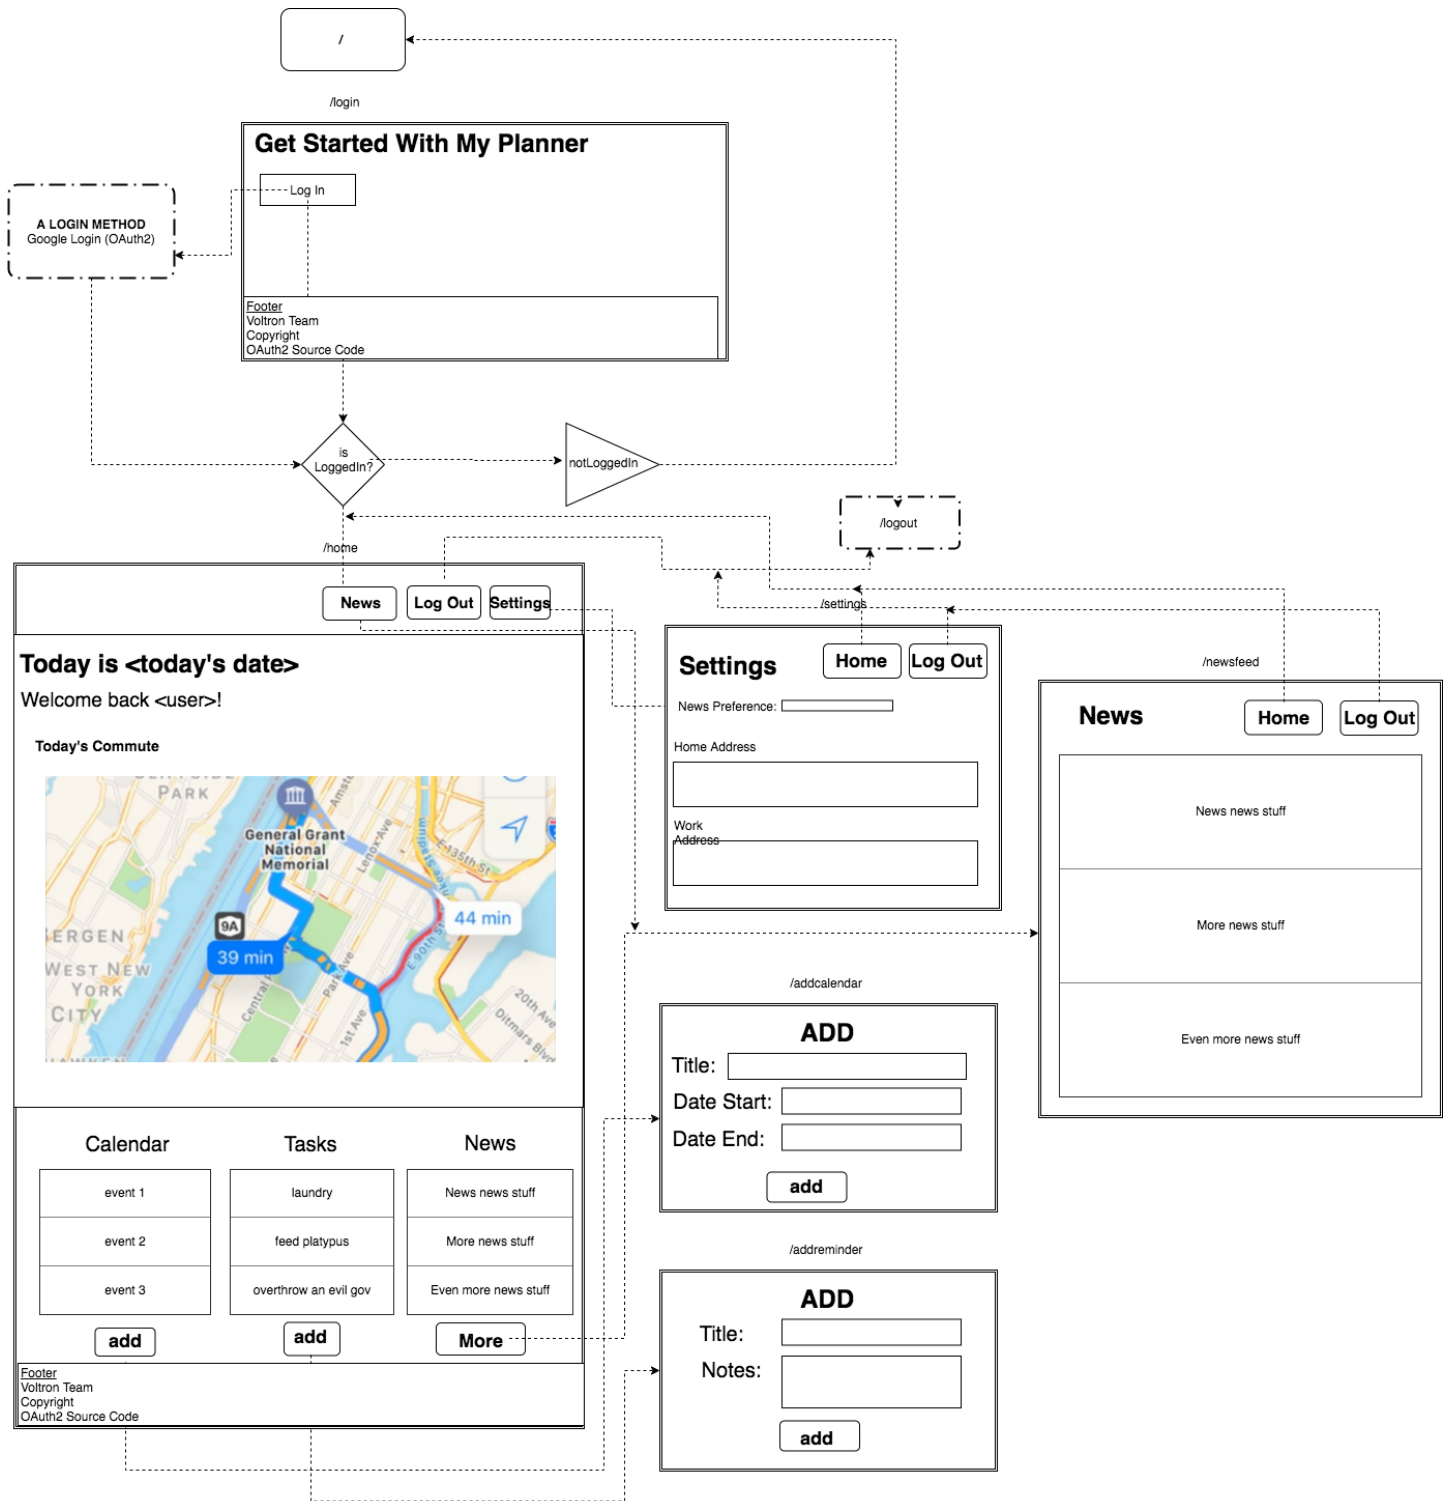 /
/login
Get Started With My Planner
Log In
A LOGIN METHOD
Google Login (OAuth2)
Footer
Voltron Team
Copyright
OAuth2 Source Code
is
LoggedIn?
notLoggedIn
/logout
/home
News
Log Out
Settings
Today is <today's date>
Welcome back <user>!
Today's Commute
PARK
Amste
General Grant
National
Memorial
Lenox Ave
E 135th St
9A
44 min
39 min
ERGEN
WEST NEW
YORK
CITY
E 90th St
Park Ave
Central P
1st Ave
20th Ave
Ditmars Blvd
Calendar
event 1
event 2
event 3
add
Tasks
laundry
feed platypus
overthrow an evil gov
add
News
News news stuff
More news stuff
Even more news stuff
More
Footer
Voltron Team
Copyright
OAuth2 Source Code
/settings
Settings
Home
Log Out
News Preference:
Home Address
Work
Address
/newsfeed
News
Home
Log Out
News news stuff
More news stuff
Even more news stuff
/addcalendar
ADD
Title:
Date Start:
Date End:
add
/addreminder
ADD
Title:
Notes:
add